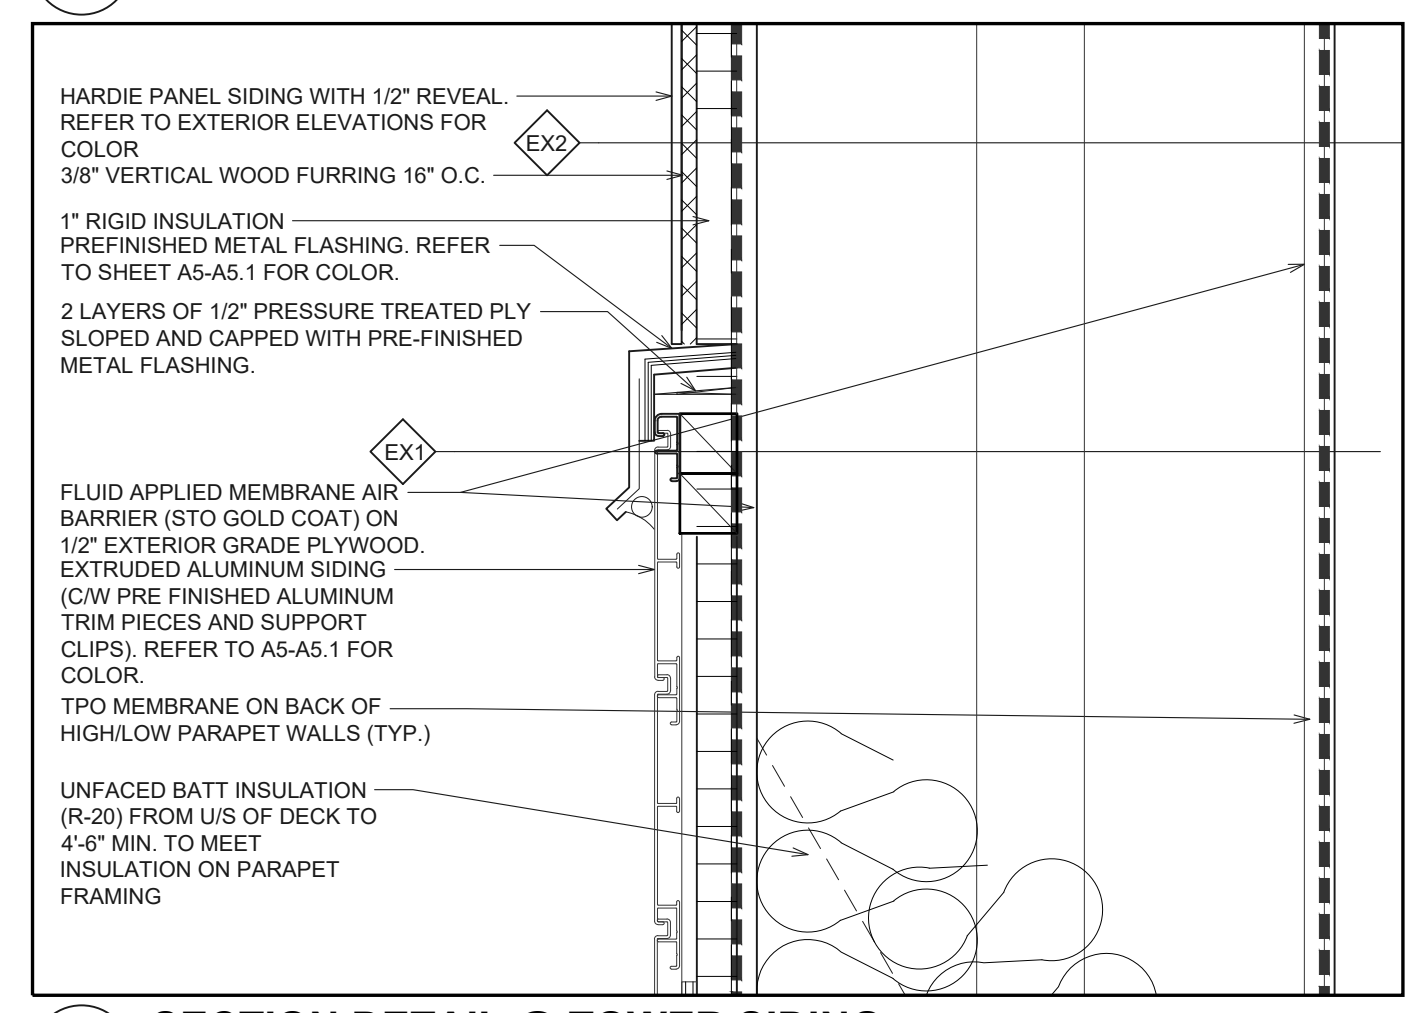 HARDIE PANEL SIDING WITH 1/2" REVEAL.
REFER TO EXTERIOR ELEVATIONS FOR
COLOR
EX2
3/8" VERTICAL WOOD FURRING 16" O.C.
1" RIGID INSULATION
PREFINISHED METAL FLASHING. REFER
TO SHEET A5-A5.1 FOR COLOR.
2 LAYERS OF 1/2" PRESSURE TREATED PLY
SLOPED AND CAPPED WITH PRE-FINISHED
METAL FLASHING.
EX1
FLUID APPLIED MEMBRANE AIR
BARRIER (STO GOLD COAT) ON
1/2" EXTERIOR GRADE PLYWOOD.
EXTRUDED ALUMINUM SIDING
(C/W PRE FINISHED ALUMINUM
TRIM PIECES AND SUPPORT
CLIPS). REFER TO A5-A5.1 FOR
COLOR.
TPO MEMBRANE ON BACK OF
HIGH/LOW PARAPET WALLS (TYP.)
UNFACED BATT INSULATION
(R-20) FROM U/S OF DECK TO
4'-6" MIN. TO MEET
INSULATION ON PARAPET
FRAMING
SECTION DETAIL @ TOWER SIDING